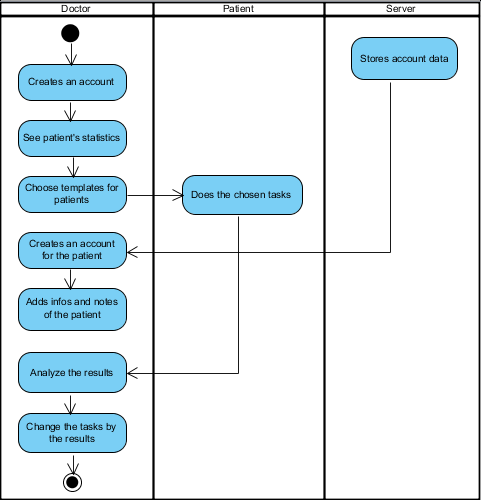 Doctor
Patient
Server
Stores account data
Creates an account
See patient's statistics
Choose templates for
patients
Does the chosen tasks
Creates an account
for the patient
Adds infos and notes
of the patient
Analyze the results
Change the tasks by
the results